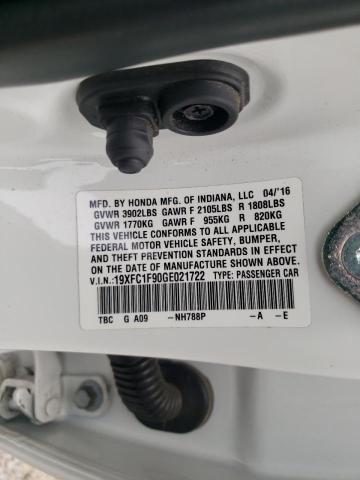 MFD. BY HONDA MFG. OF INDIANA, LLC 04/'16
GVWR 3902LBS GAWR F 2105LBS R 1808LBS
GVWR 1770KG GAWR F 955KG R 820KG
THIS VEHICLE CONFORMS TO ALL APPLICABLE
FEDERAL MOTOR VEHICLE SAFETY, BUMPER,
AND THEFT PREVENTION STANDARDS IN EFFECT
ON THE DATE OF MANUFACTURE SHOWN ABOVE.
V.I.N.: 19XFC1F90GE021722 TYPE: PASSENGER CAR
TBC G A09 -NH788P -A -E